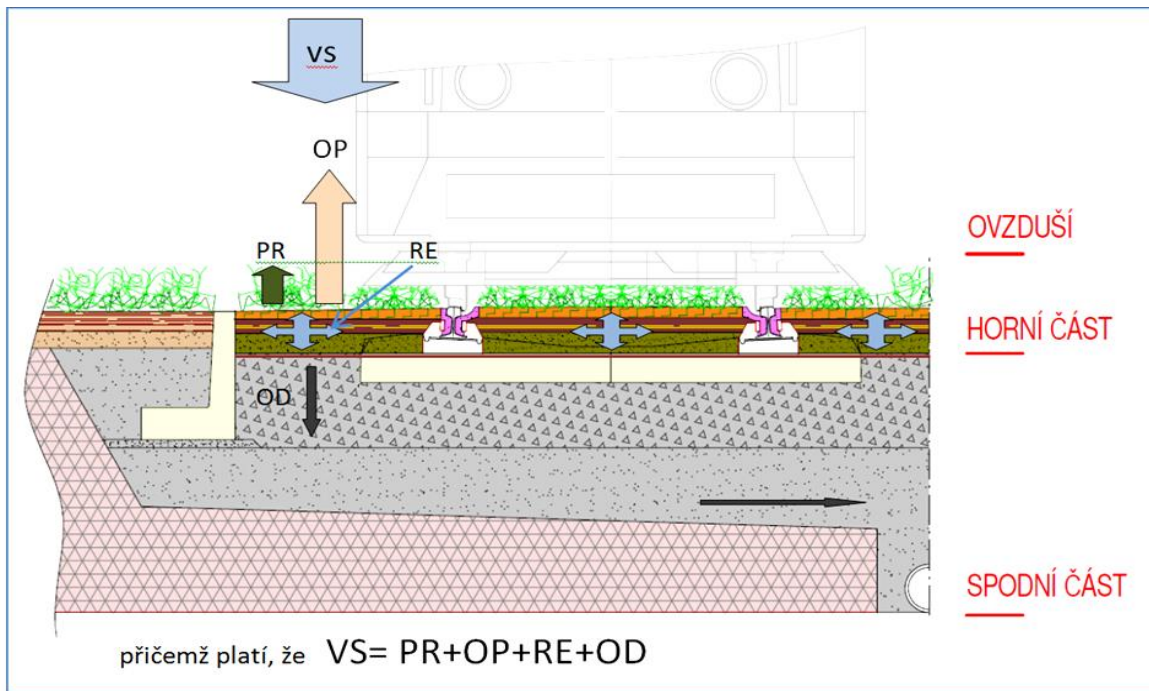 VS
OP
PR
RE
OVZDUŠÍ
HORNÍ ČÁST
OD
SPODNÍ ČÁST
přičemž platí, že VS= PR+OP+RE+OD